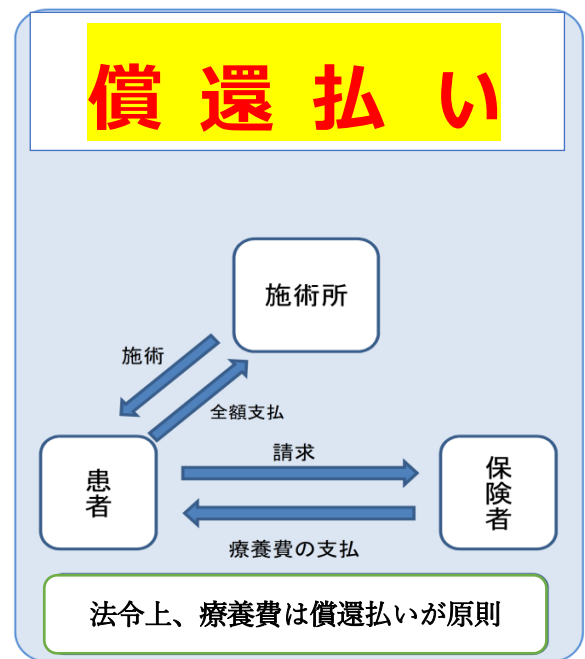 償還払い
施術所
施術
全額支払
請求
患者
保険者
療養費の支払
法令上、療養費は償還払いが原則